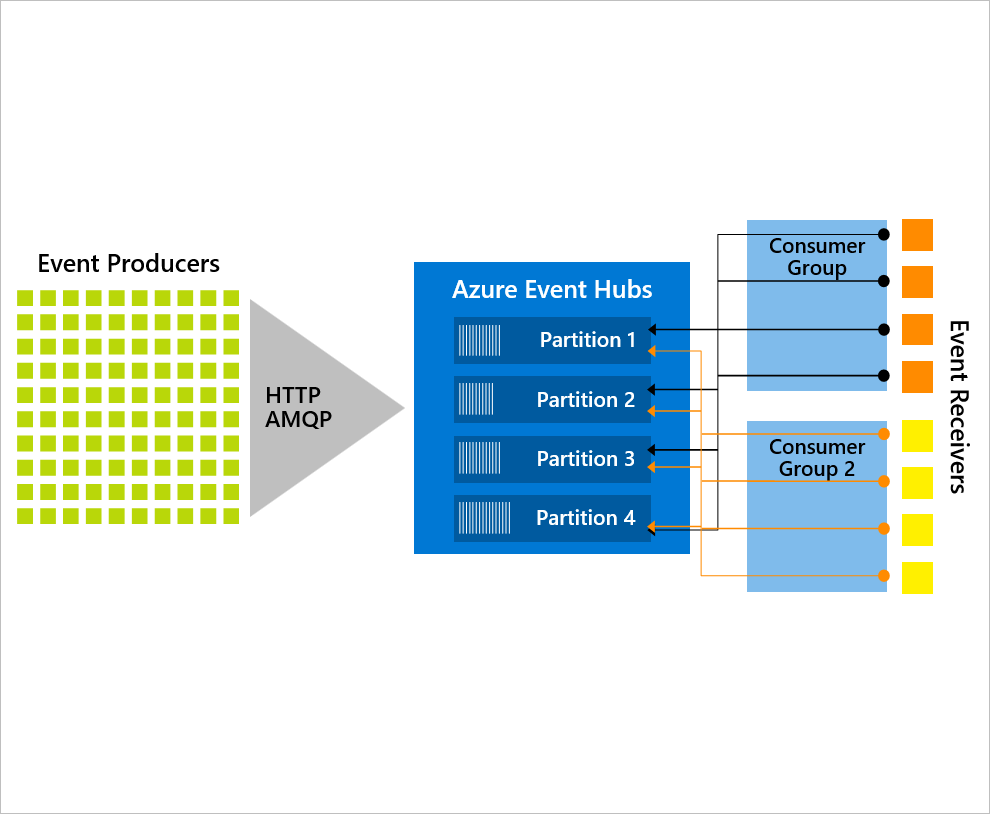 Event Producers
HTTP
AMQP
Azure Event Hubs
Partition 1
Partition 2
Partition 3
Partition 4
Consumer
Group
Consumer
Group 2
Event Receivers